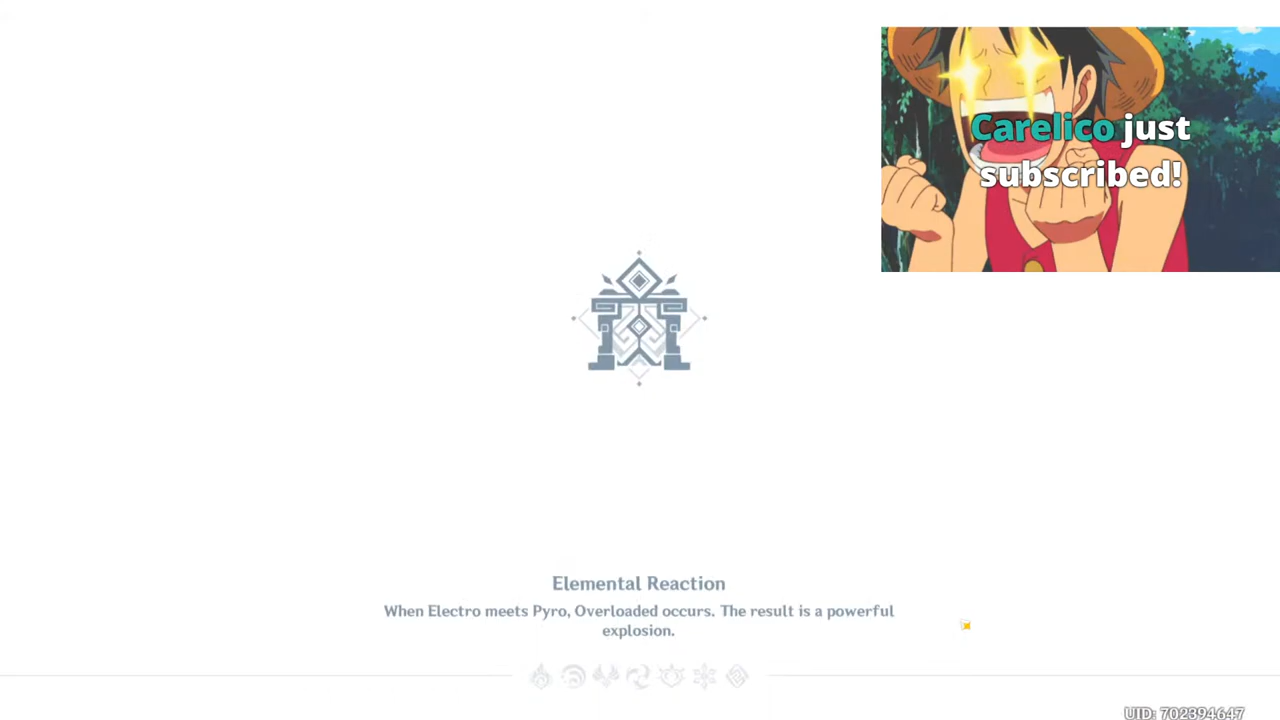 Carelico just
subscribed!
Elemental Reaction
When Electro meets Pyro, Overloaded occurs. The result is a powerful
explosion.
UID: 702394647